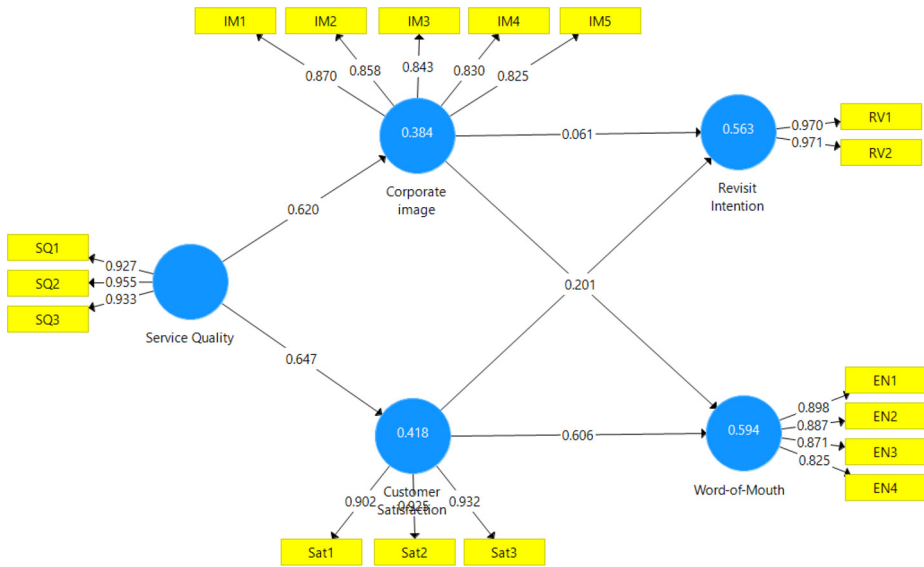 IM1
IM2
IM3
IM4
IM5
0.870
0.858
0.843
0.830
0.825
0.384
Corporate
image
0.061
0.563
Revisit
Intention
0.970
0.971
RV1
RV2
0.620
SQ1
SQ2
SQ3
0.927
0.955
0.933
Service Quality
0.201
0.647
0.418
Customer
Satisfaction
0.606
0.594
Word-of-Mouth
0.898
0.887
0.871
0.825
EN1
EN2
EN3
EN4
0.902
0.925
0.932
Sat1
Sat2
Sat3